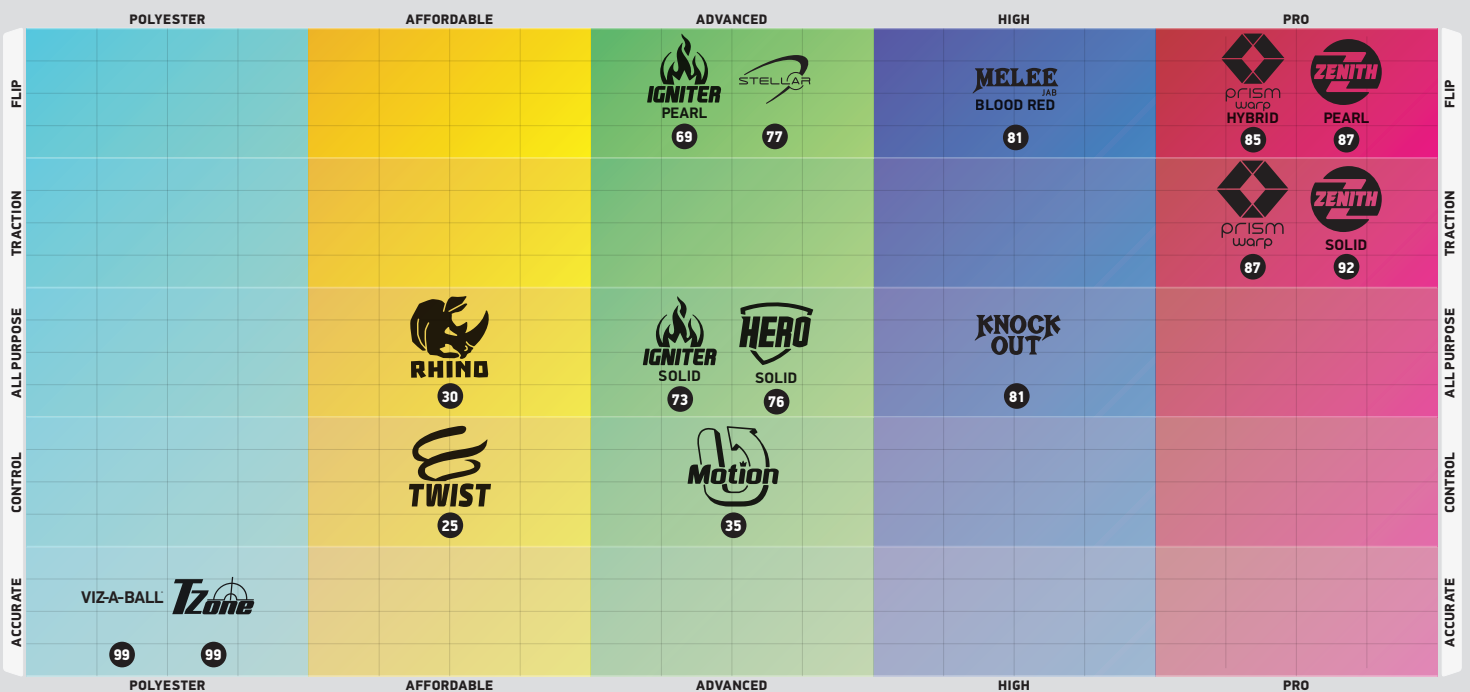 POLYESTER AFFORDABLE ADVANCED HIGH PRO
FLIP
IGNITER
PEARL
69
STELLAR
77
MELEE
JAB
BLOOD RED
81
prism
warp
HYBRID
85
ZENITH
PEARL
87
FLIP
TRACTION
prism
warp
87
ZENITH
SOLID
92
TRACTION
ALL PURPOSE
RHINO
30
IGNITER
SOLID
73
HERO
SOLID
76
KNOCK
OUT
81
ALL PURPOSE
CONTROL
TWIST
25
Motion
35
CONTROL
ACCURATE
VIZ-A-BALL
99
TZone
99
ACCURATE
POLYESTER AFFORDABLE ADVANCED HIGH PRO